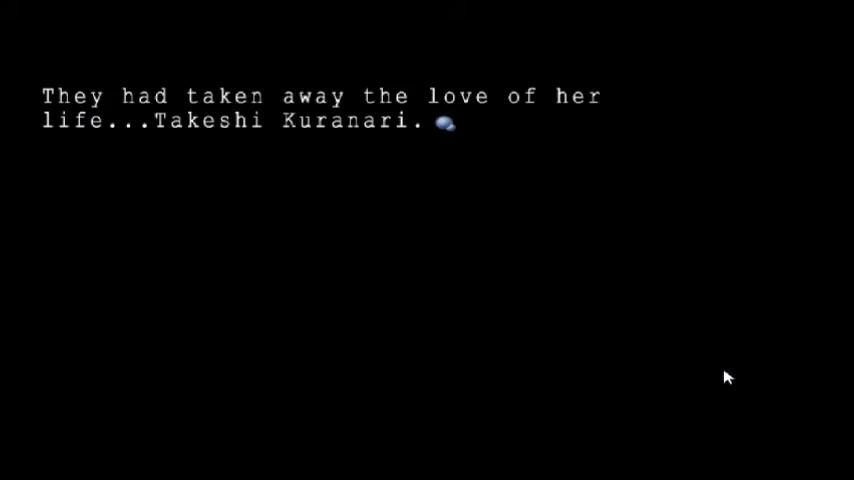 They had taken away the love of her
life...Takeshi Kuranari.